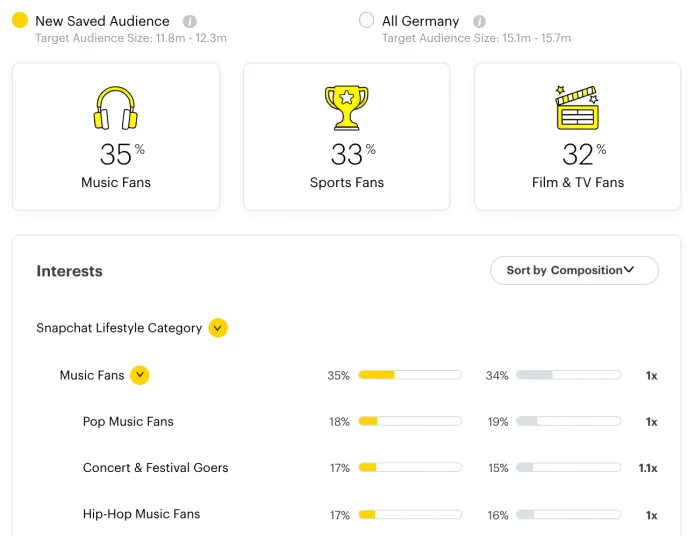 New Saved Audience i
Target Audience Size: 11.8m - 12.3m
All Germany i
Target Audience Size: 15.1m - 15.7m
35%
Music Fans
33%
Sports Fans
32%
Film & TV Fans
Interests
Sort by Composition
Snapchat Lifestyle Category
Music Fans 35% 34% 1x
Pop Music Fans 18% 19% 1x
Concert & Festival Goers 17% 15% 1.1x
Hip-Hop Music Fans 17% 16% 1x